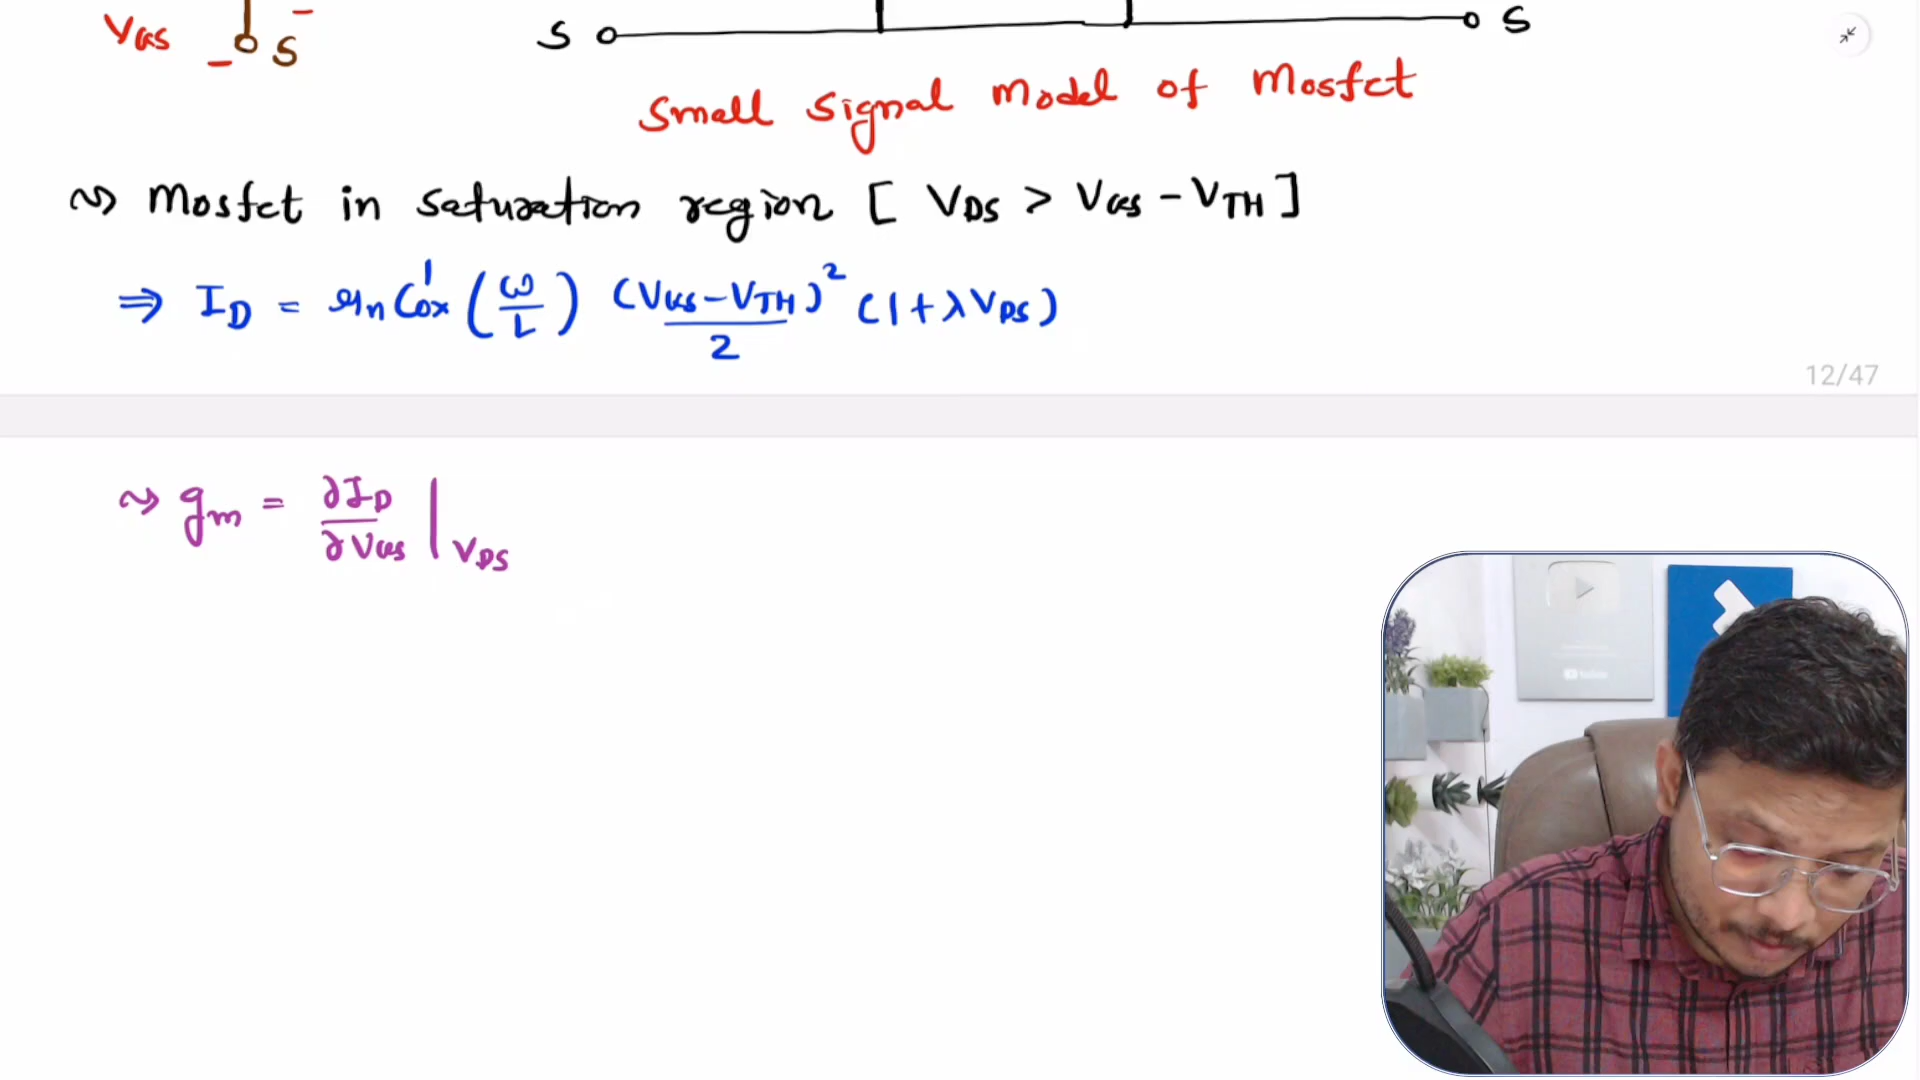 VGS - S S S
-
Small signal model of Mosfet
~> Mosfet in saturation region [ VDS > VGS - VTH ]
=> ID = μn C'ox (W/L) (VGS - VTH)²/2 (1 + λVDS)
12/47
~> gm = ∂ID/∂VGS |VDS